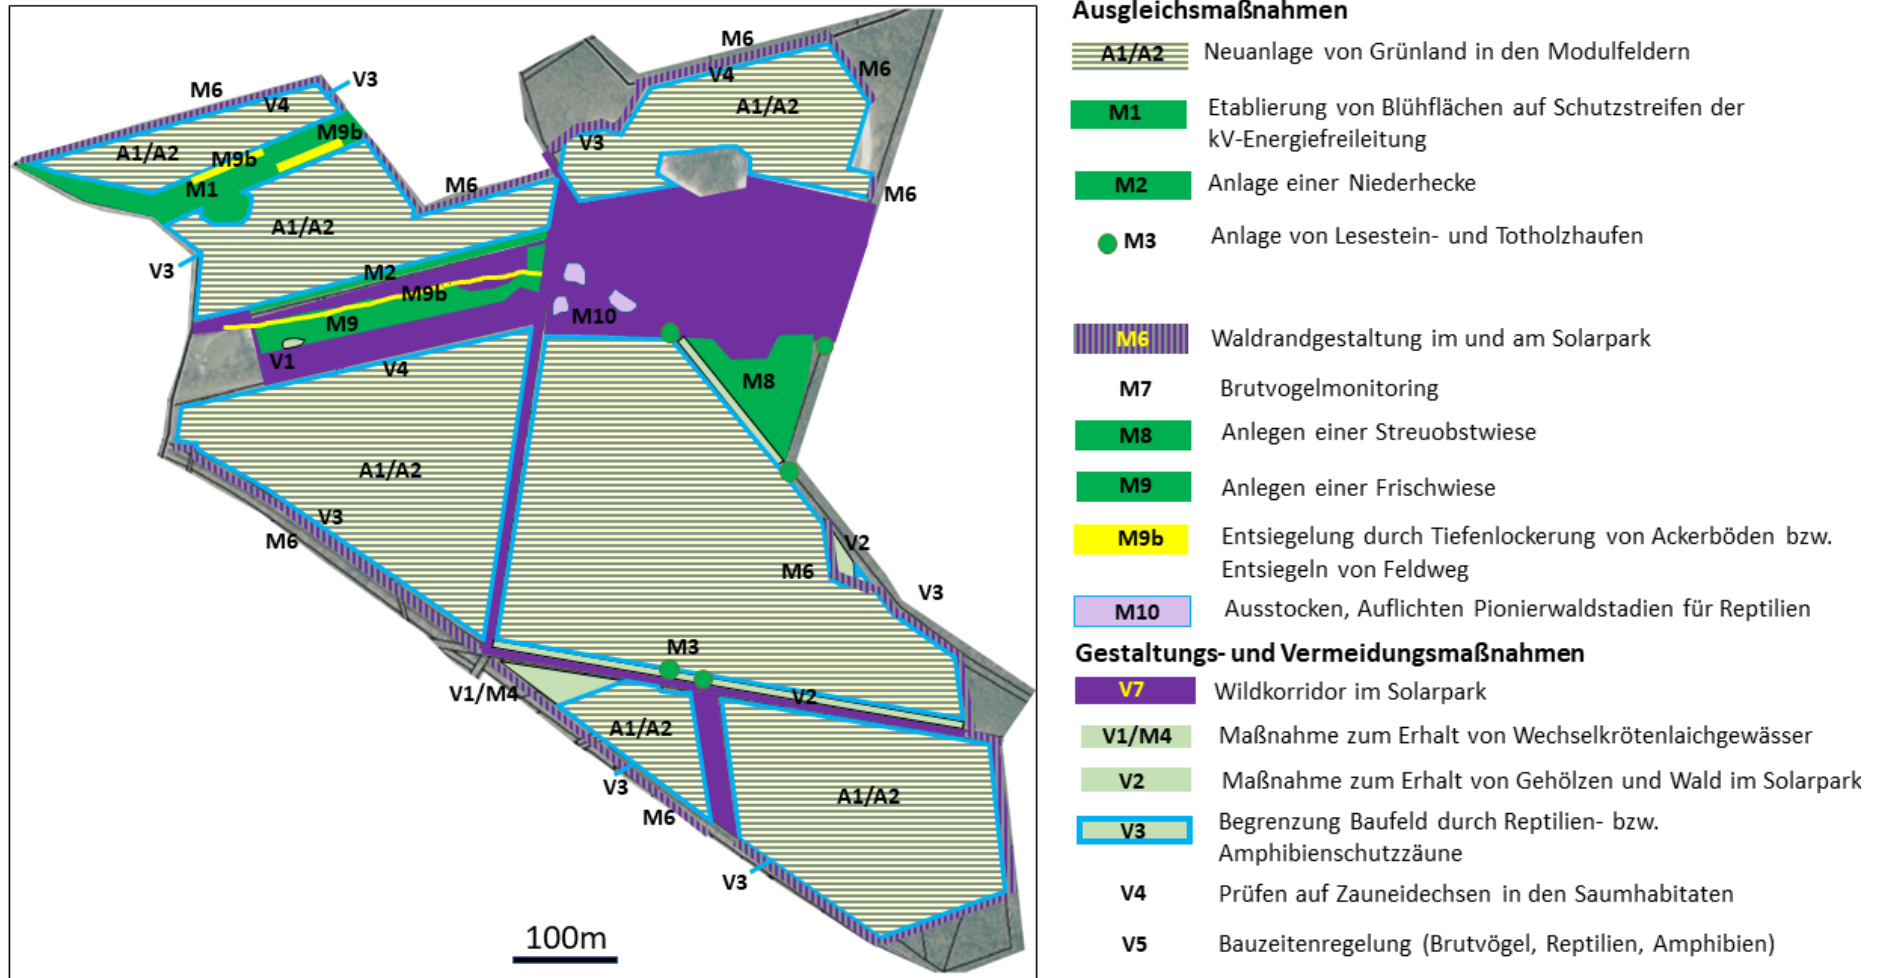 M6
M6
V4
M6
V3
M6
V4
A1/A2
M9b
V3
A1/A2
M9b
M6
M1
M6
A1/A2
V3
M2
M9b
M10
M9
V1
V4
M8
A1/A2
V3
M6
V2
M6
V3
M3
V1/M4
V2
A1/A2
V3
A1/A2
M6
V3
100m
Ausgleichsmaßnahmen
A1/A2 Neuanlage von Grünland in den Modulfeldern
M1 Etablierung von Blühflächen auf Schutzstreifen der
kV-Energiefreileitung
M2 Anlage einer Niederhecke
M3 Anlage von Lesestein- und Totholzhaufen
M6 Waldrandgestaltung im und am Solarpark
M7 Brutvogelmonitoring
M8 Anlegen einer Streuobstwiese
M9 Anlegen einer Frischwiese
M9b Entsiegelung durch Tiefenlockerung von Ackerböden bzw.
Entsiegeln von Feldweg
M10 Ausstocken, Auflichten Pionierwaldstadien für Reptilien
Gestaltungs- und Vermeidungsmaßnahmen
V7 Wildkorridor im Solarpark
V1/M4 Maßnahme zum Erhalt von Wechselkrötenlaichgewässer
V2 Maßnahme zum Erhalt von Gehölzen und Wald im Solarpark
V3 Begrenzung Baufeld durch Reptilien- bzw.
Amphibienschutzzäune
V4 Prüfen auf Zauneidechsen in den Saumhabitaten
V5 Bauzeitenregelung (Brutvögel, Reptilien, Amphibien)